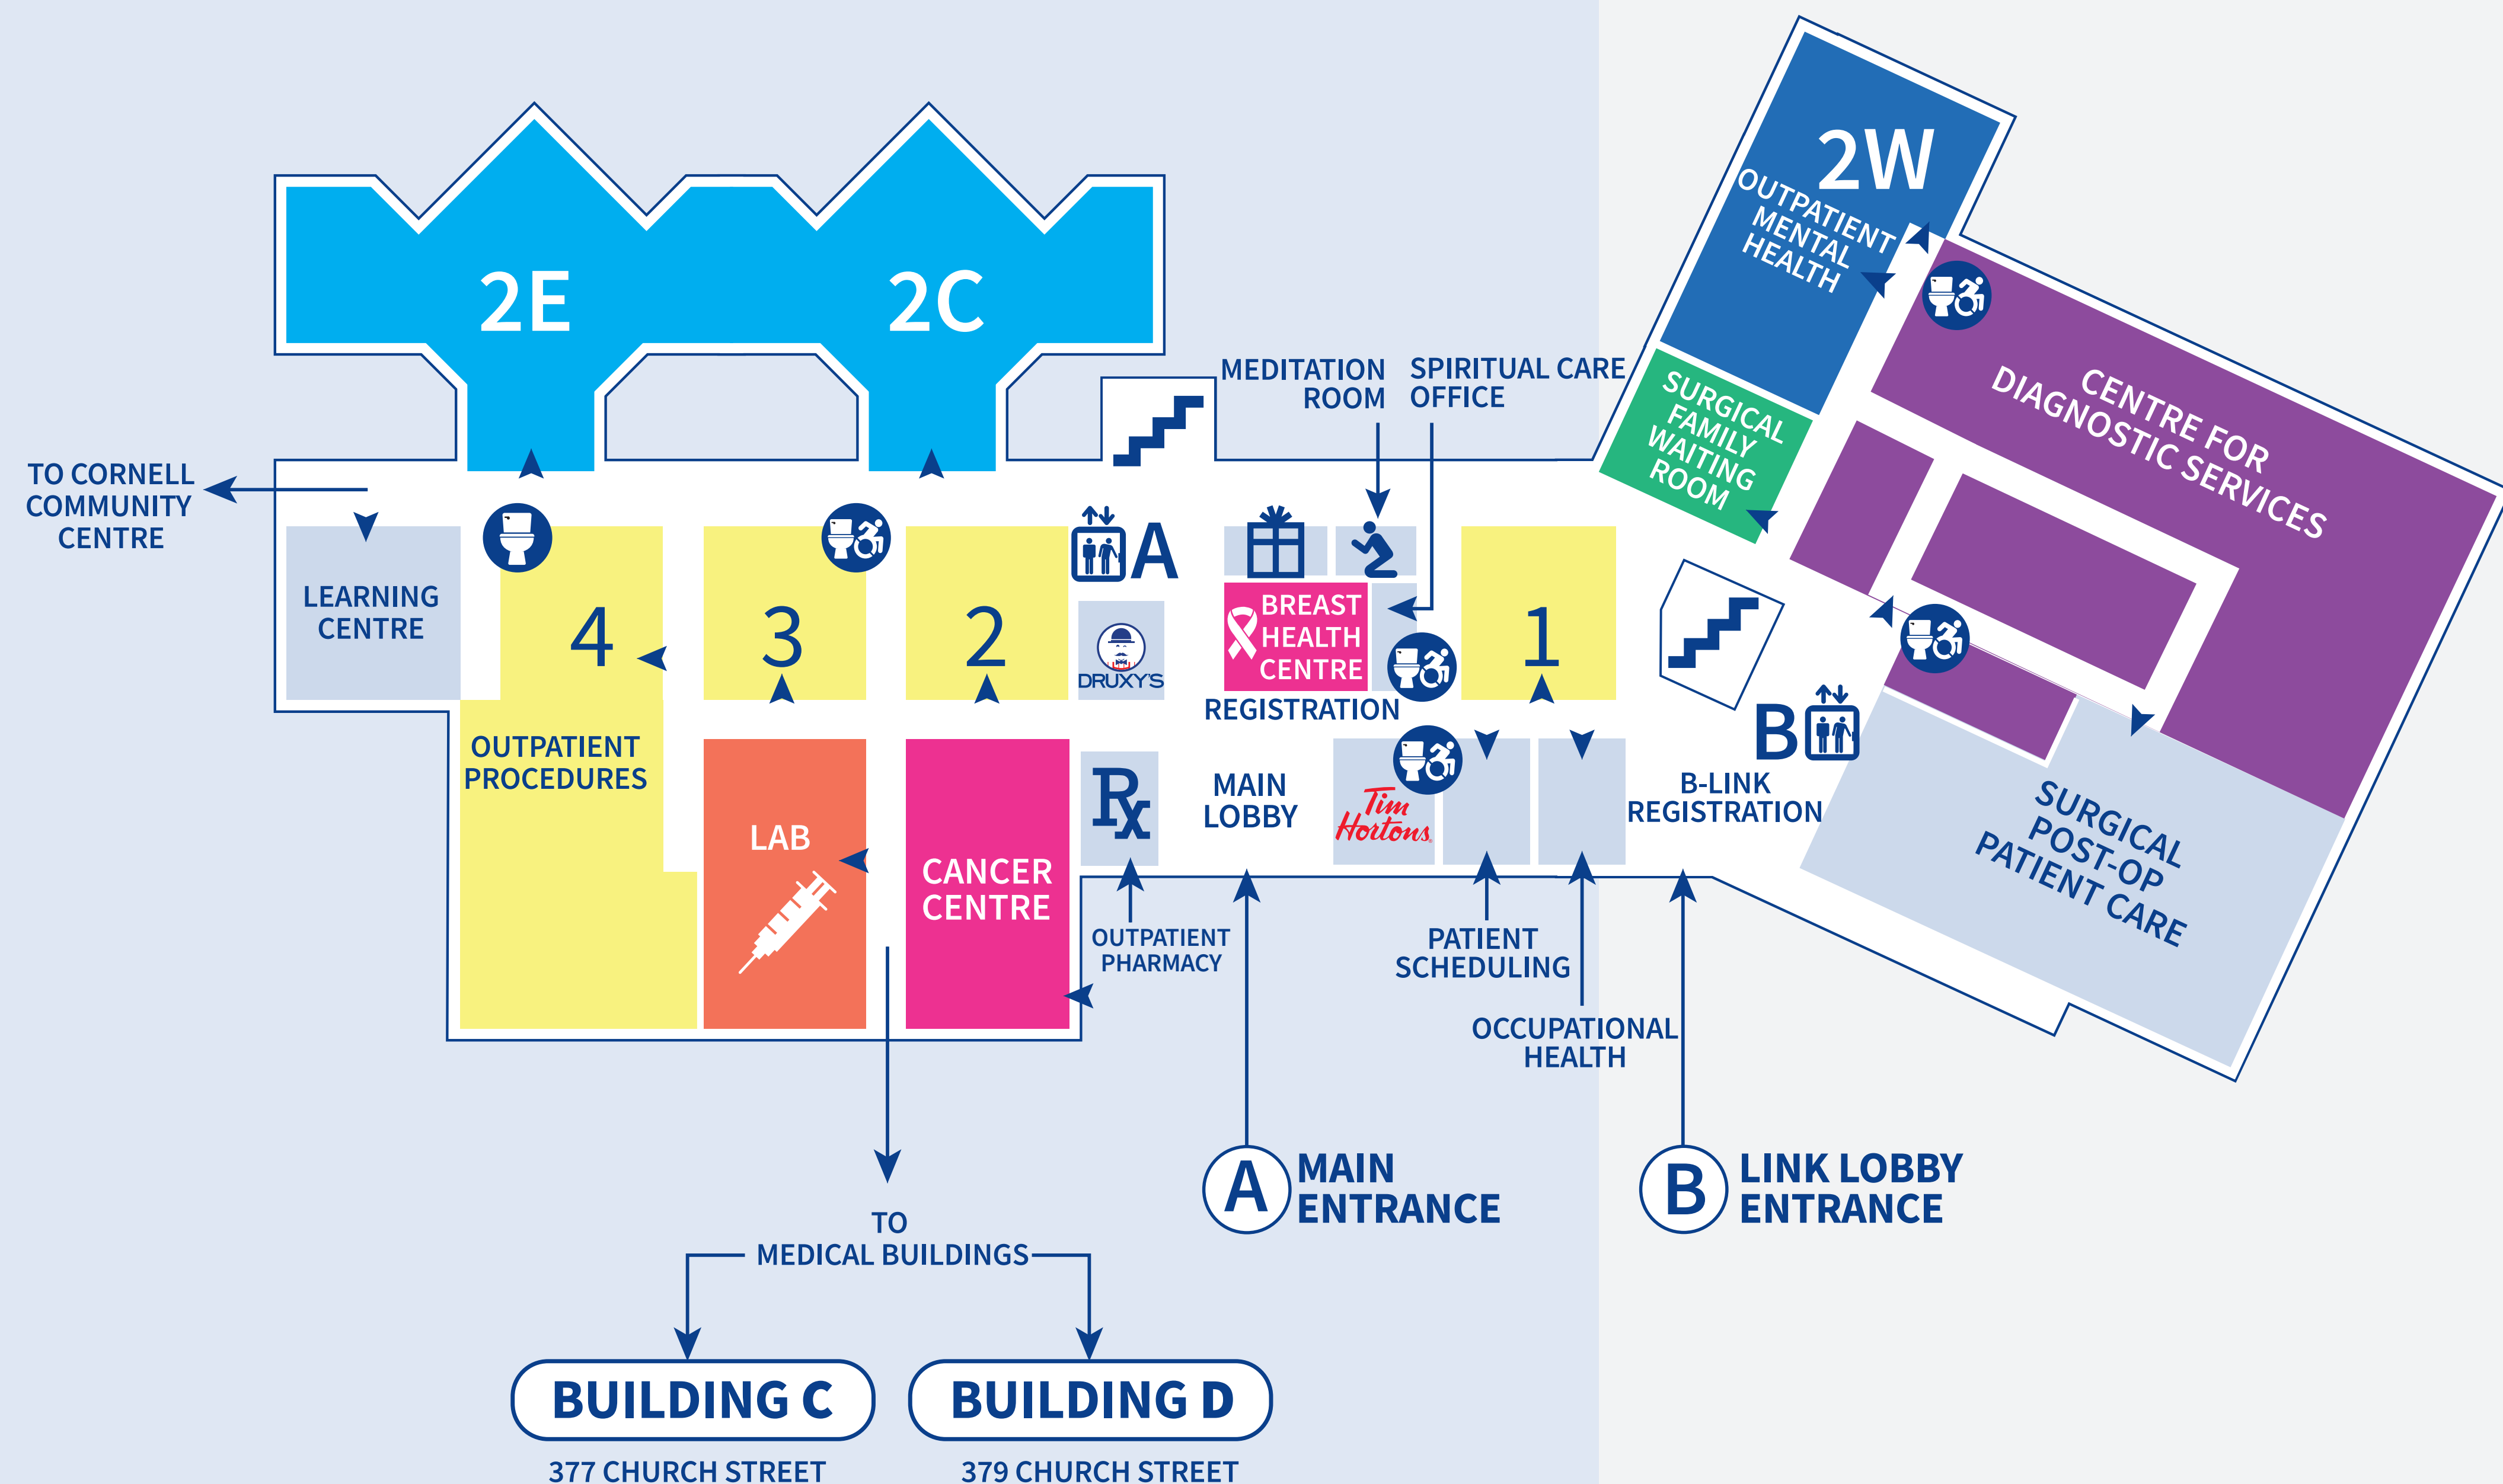 2W
OUTPATIENT
MENTAL
HEALTH
2E
2C
MEDITATION
ROOM
SPIRITUAL CARE
OFFICE
SURGICAL
FAMILY
WAITING
ROOM
CENTRE FOR
DIAGNOSTIC SERVICES
TO CORNELL
COMMUNITY
CENTRE
LEARNING
CENTRE
4
3
2
A
DRUXY'S
BREAST
HEALTH
CENTRE
1
REGISTRATION
OUTPATIENT
PROCEDURES
LAB
CANCER
CENTRE
Rx
MAIN
LOBBY
Tim
Hortons
B
B-LINK
REGISTRATION
SURGICAL
POST-OP
PATIENT CARE
OUTPATIENT
PHARMACY
PATIENT
SCHEDULING
OCCUPATIONAL
HEALTH
A
MAIN
ENTRANCE
B
LINK LOBBY
ENTRANCE
TO
MEDICAL BUILDINGS
BUILDING C
377 CHURCH STREET
BUILDING D
379 CHURCH STREET